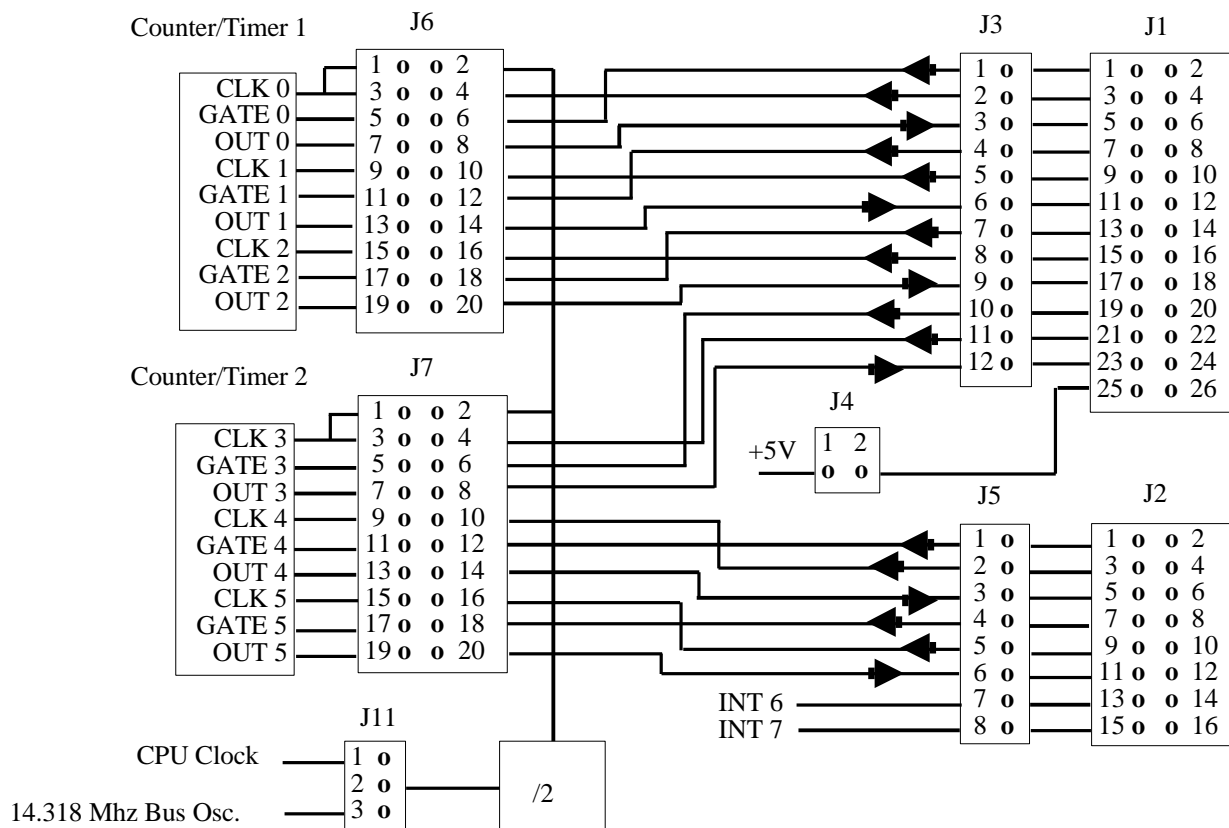 Counter/Timer 1
J6
J3
J1
CLK 0
GATE 0
OUT 0
CLK 1
GATE 1
OUT 1
CLK 2
GATE 2
OUT 2
1 o o 2
3 o o 4
5 o o 6
7 o o 8
9 o o 10
11 o o 12
13 o o 14
15 o o 16
17 o o 18
19 o o 20
1 o
2 o
3 o
4 o
5 o
6 o
7 o
8 o
9 o
10 o
11 o
12 o
1 o o 2
3 o o 4
5 o o 6
7 o o 8
9 o o 10
11 o o 12
13 o o 14
15 o o 16
17 o o 18
19 o o 20
21 o o 22
23 o o 24
25 o o 26
Counter/Timer 2
J7
CLK 3
GATE 3
OUT 3
CLK 4
GATE 4
OUT 4
CLK 5
GATE 5
OUT 5
1 o o 2
3 o o 4
5 o o 6
7 o o 8
9 o o 10
11 o o 12
13 o o 14
15 o o 16
17 o o 18
19 o o 20
J4
+5V
1 2
o o
J5
J2
1 o
2 o
3 o
4 o
5 o
6 o
7 o
8 o
1 o o 2
3 o o 4
5 o o 6
7 o o 8
9 o o 10
11 o o 12
13 o o 14
15 o o 16
INT 6
INT 7
J11
CPU Clock
14.318 Mhz Bus Osc.
1 o
2 o
3 o
/2